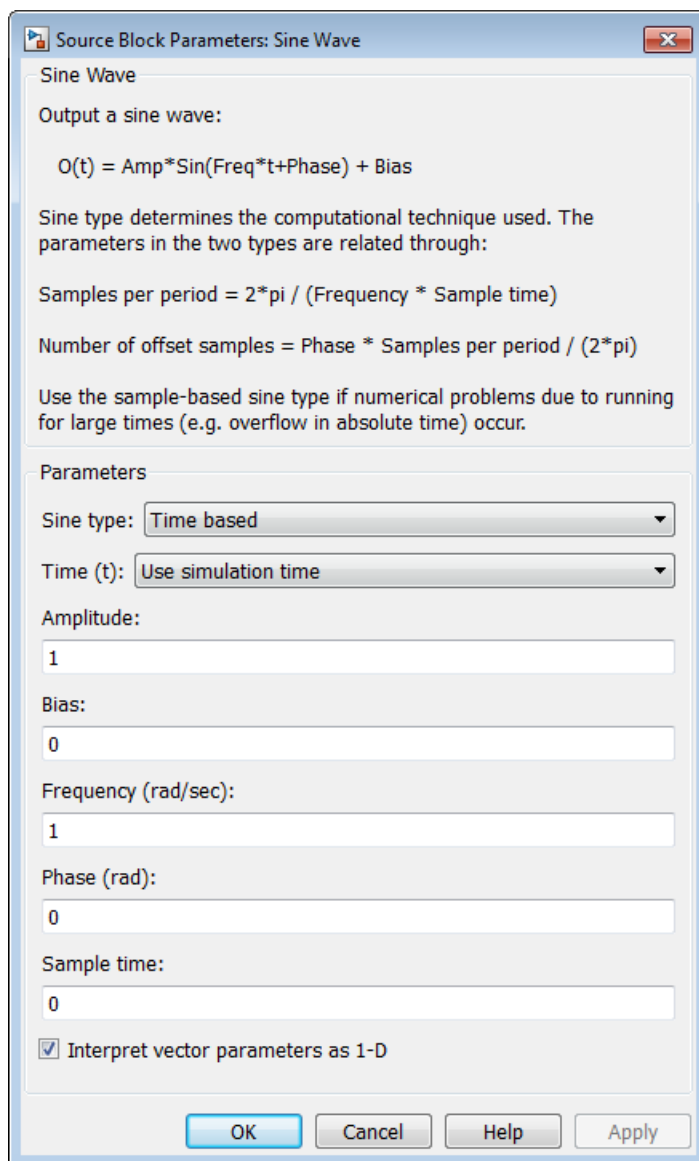 Source Block Parameters: Sine Wave
Sine Wave
Output a sine wave:
O(t) = Amp*Sin(Freq*t+Phase) + Bias
Sine type determines the computational technique used. The
parameters in the two types are related through:
Samples per period = 2*pi / (Frequency * Sample time)
Number of offset samples = Phase * Samples per period / (2*pi)
Use the sample-based sine type if numerical problems due to running
for large times (e.g. overflow in absolute time) occur.
Parameters
Sine type: Time based
Time (t): Use simulation time
Amplitude:
1
Bias:
0
Frequency (rad/sec):
1
Phase (rad):
0
Sample time:
0
Interpret vector parameters as 1-D
OK Cancel Help Apply